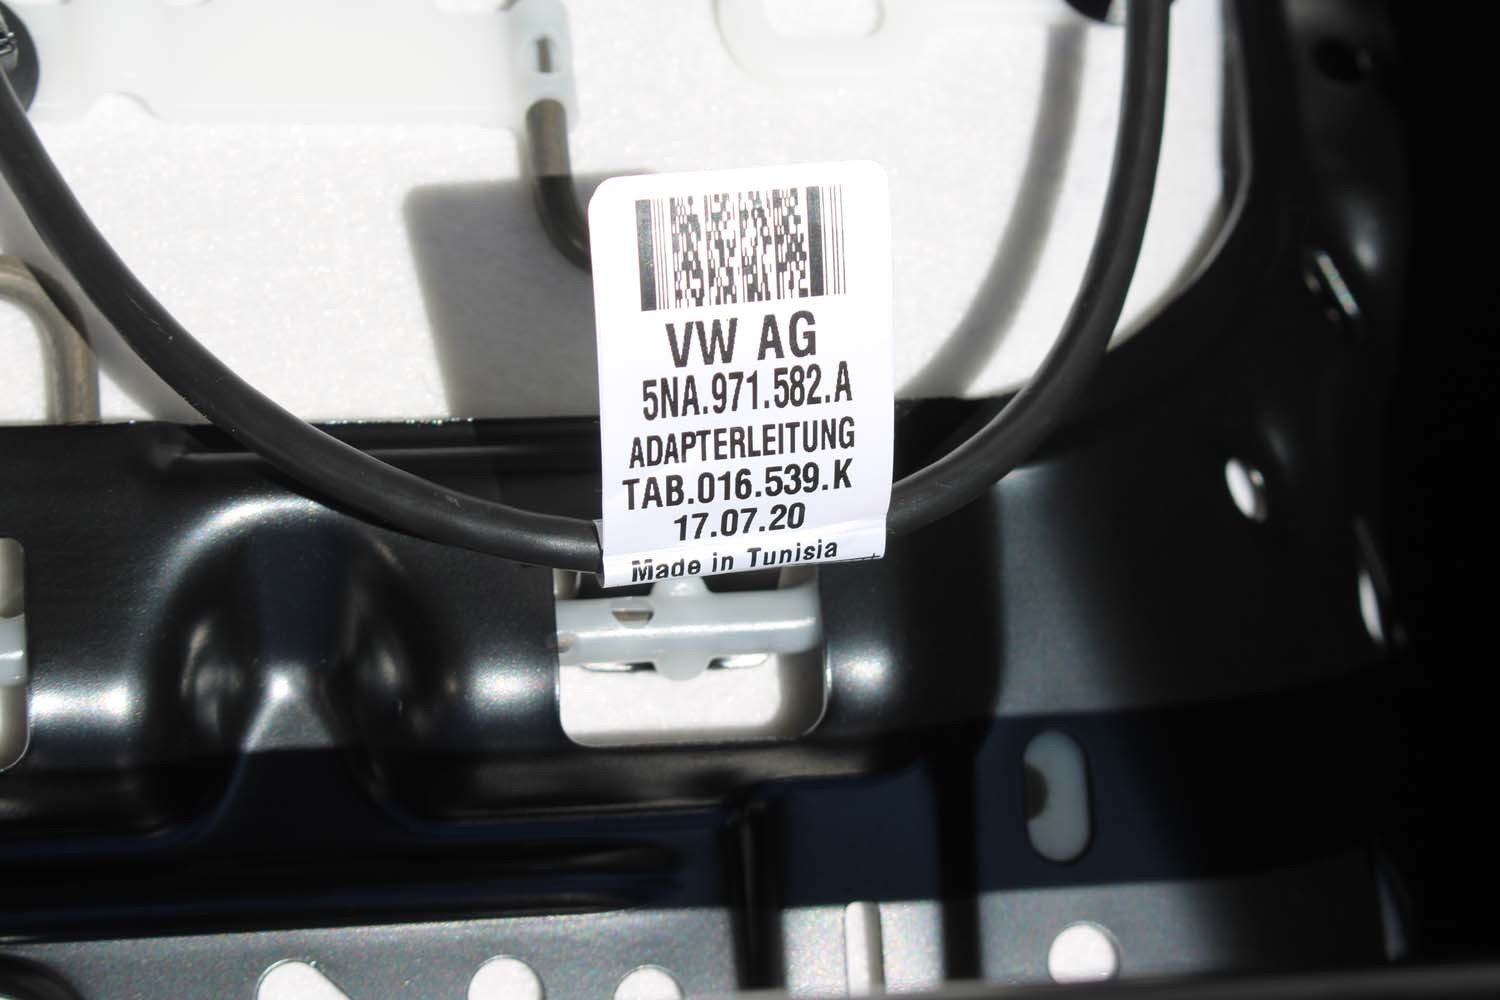 VW AG
5NA.971.582.A
ADAPTERLEITUNG
TAB.016.539.K
17.07.20
Made in Tunisia